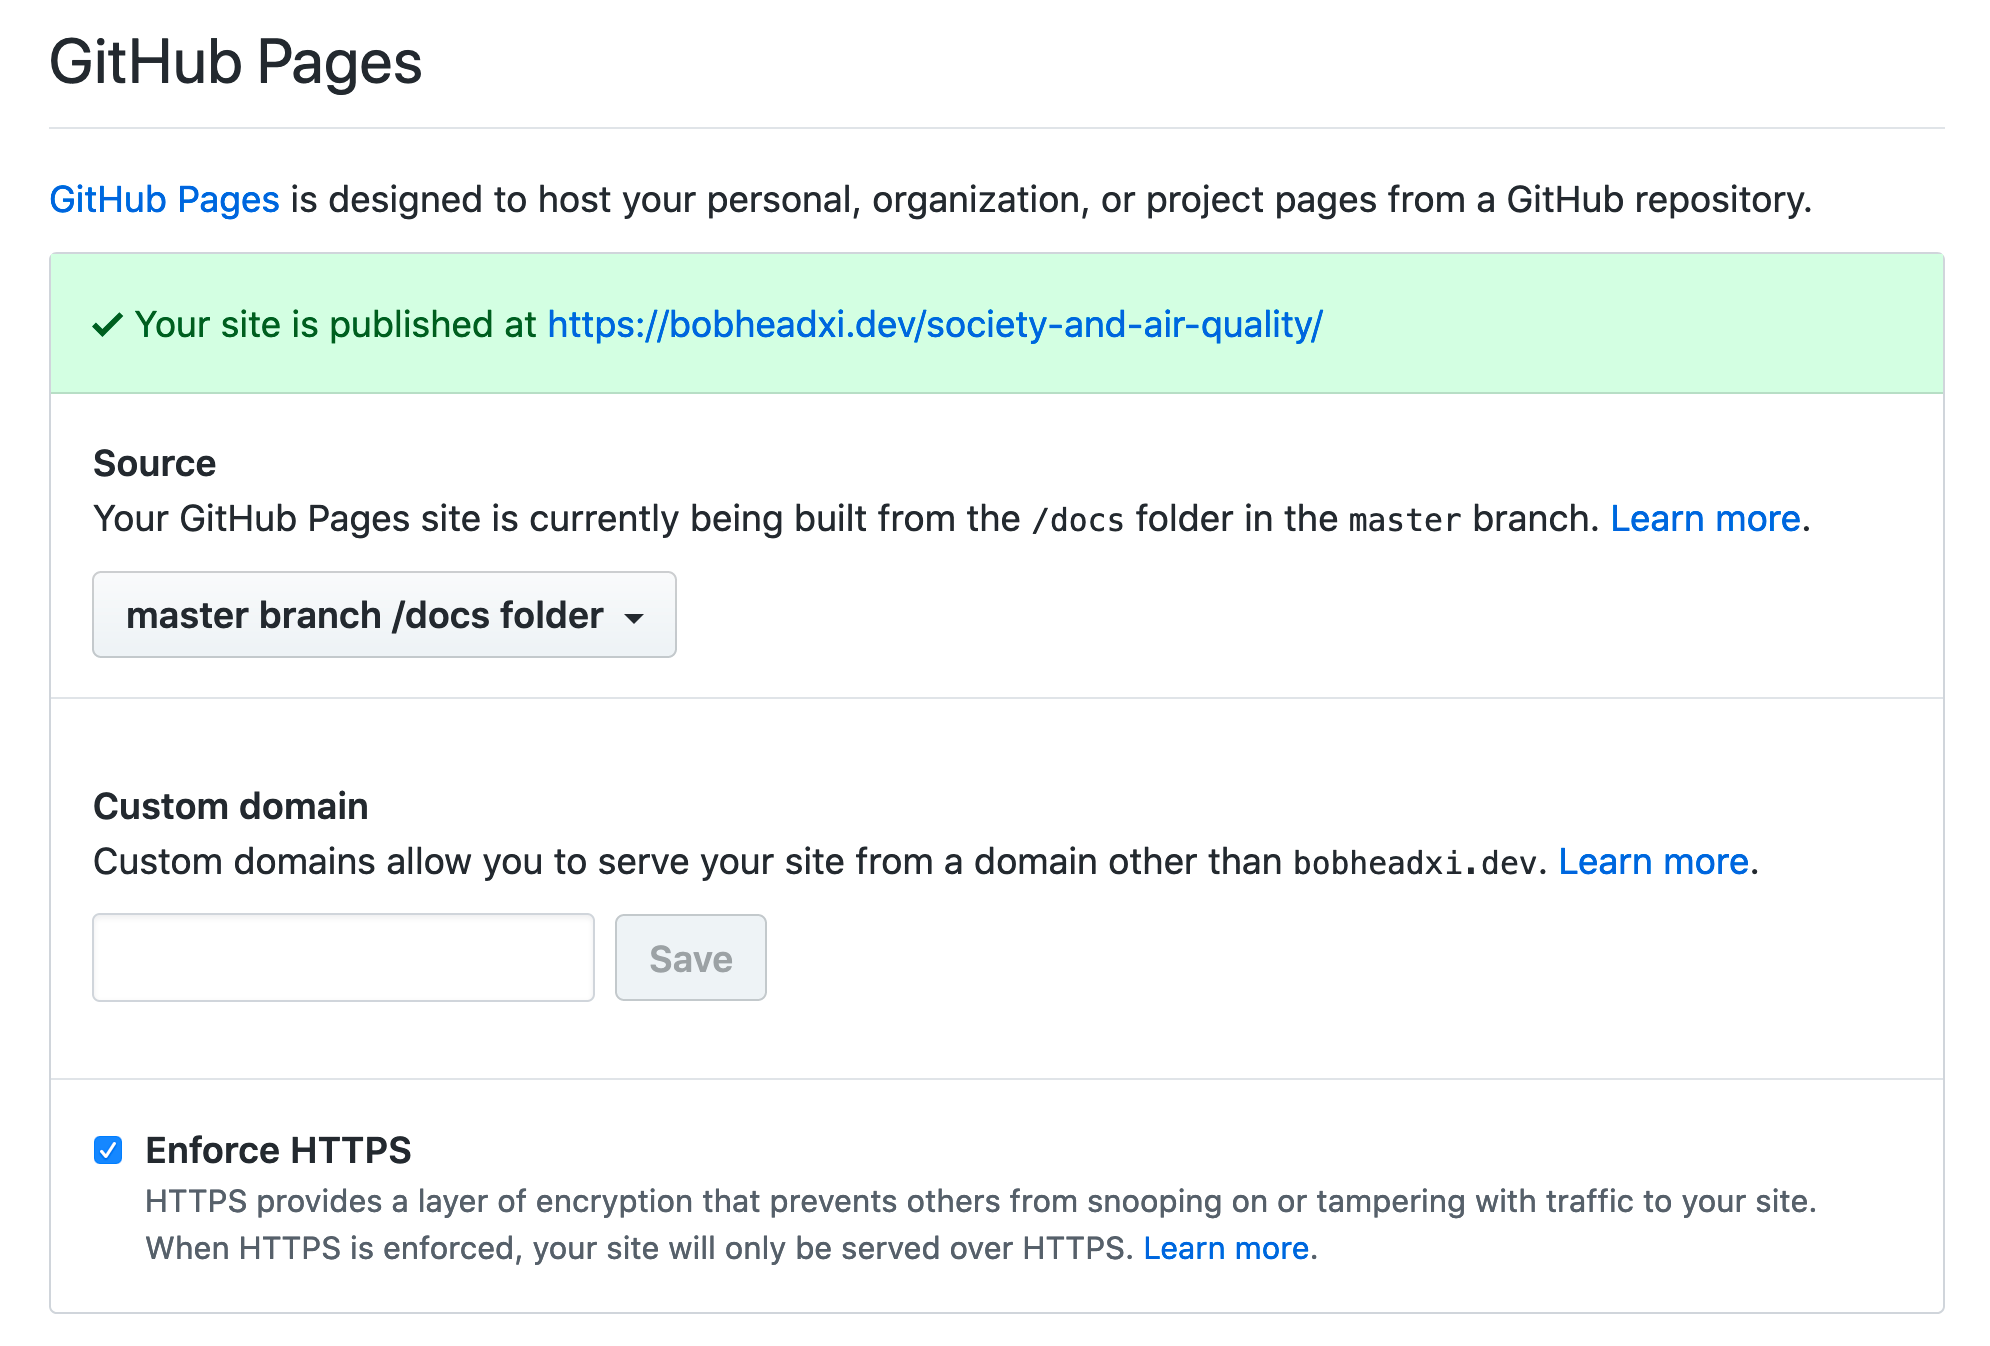 GitHub Pages
GitHub Pages is designed to host your personal, organization, or project pages from a GitHub repository.
Your site is published at https://bobheadxi.dev/society-and-air-quality/
Source
Your GitHub Pages site is currently being built from the /docs folder in the master branch. Learn more.
master branch /docs folder
Custom domain
Custom domains allow you to serve your site from a domain other than bobheadxi.dev. Learn more.
Save
Enforce HTTPS
HTTPS provides a layer of encryption that prevents others from snooping on or tampering with traffic to your site.
When HTTPS is enforced, your site will only be served over HTTPS. Learn more.